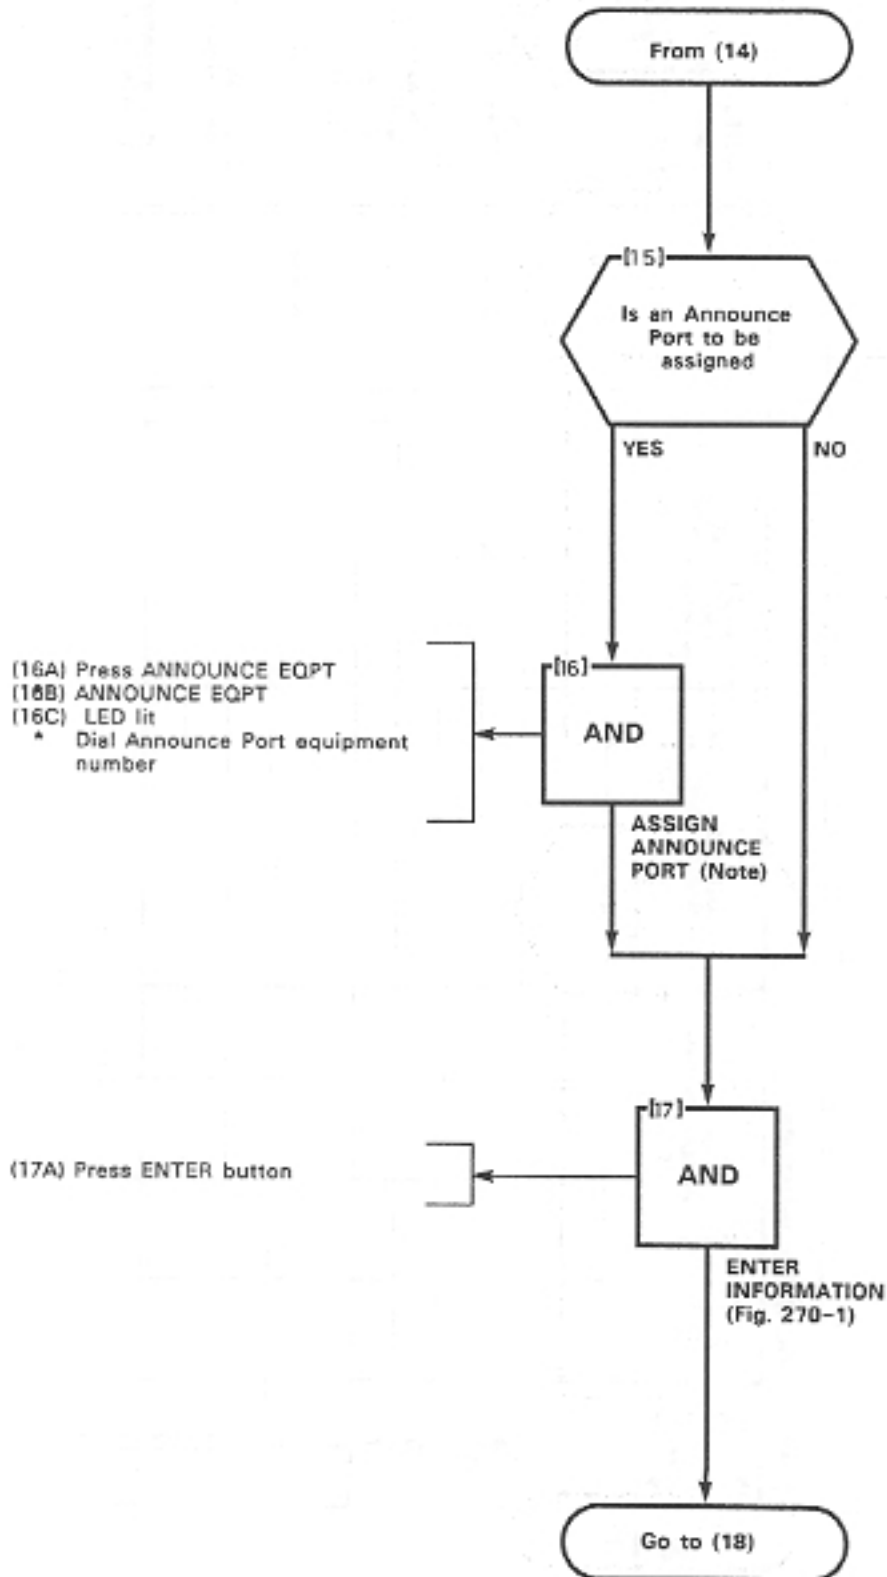 From (14)
[15]
Is an Announce
Port to be
assigned
YES
NO
(16A) Press ANNOUNCE EQPT
(16B) ANNOUNCE EQPT
(16C) LED lit
* Dial Announce Port equipment
number
[16]
AND
ASSIGN
ANNOUNCE
PORT (Note)
[17]
AND
(17A) Press ENTER button
ENTER
INFORMATION
(Fig. 270-1)
Go to (18)